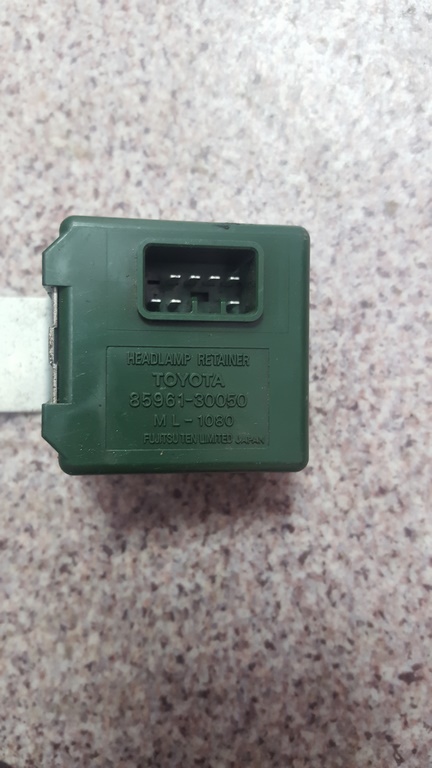 HEADLAMP RETAINER
TOYOTA
85961-30050
ML-1080
FUJITSU TEN LIMITED JAPAN